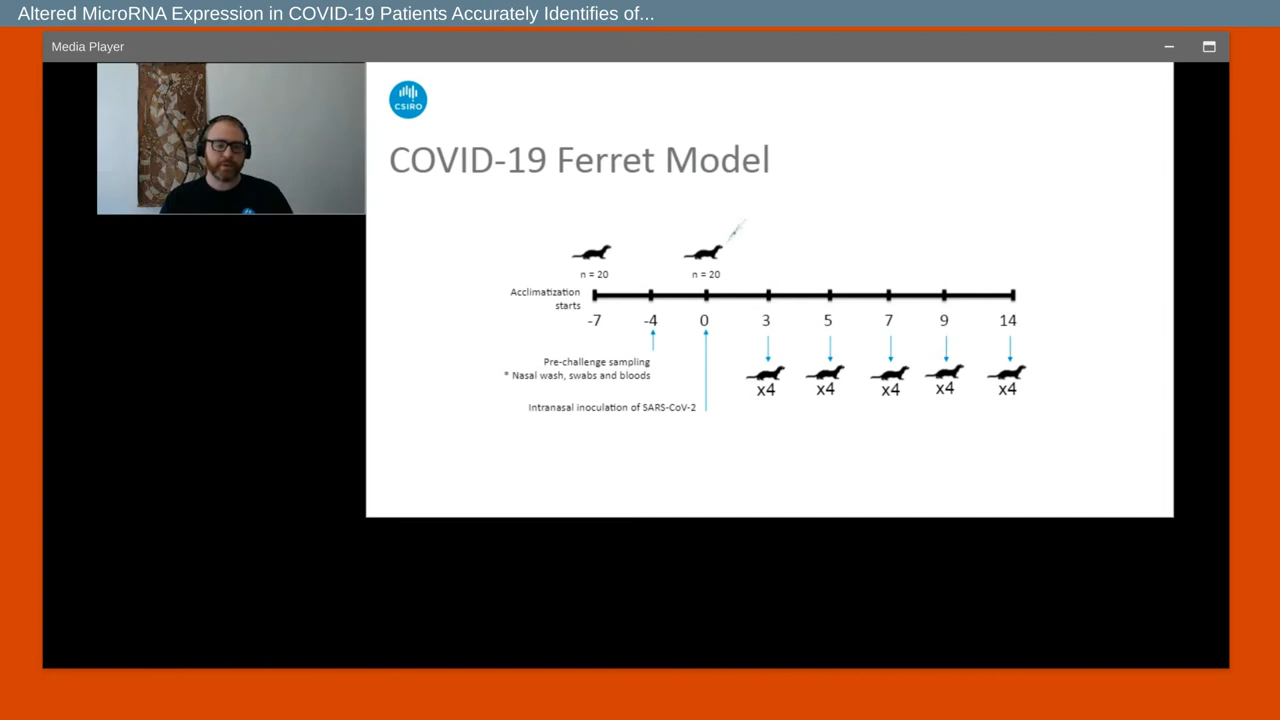 Altered MicroRNA Expression in COVID-19 Patients Accurately Identifies of...
Media Player
CSIRO
COVID-19 Ferret Model
n = 20
n = 20
Acclimatization
starts
-7 -4 0 3 5 7 9 14
Pre-challenge sampling
* Nasal wash, swabs and bloods
x4 x4 x4 x4 x4
Intranasal inoculation of SARS-CoV-2